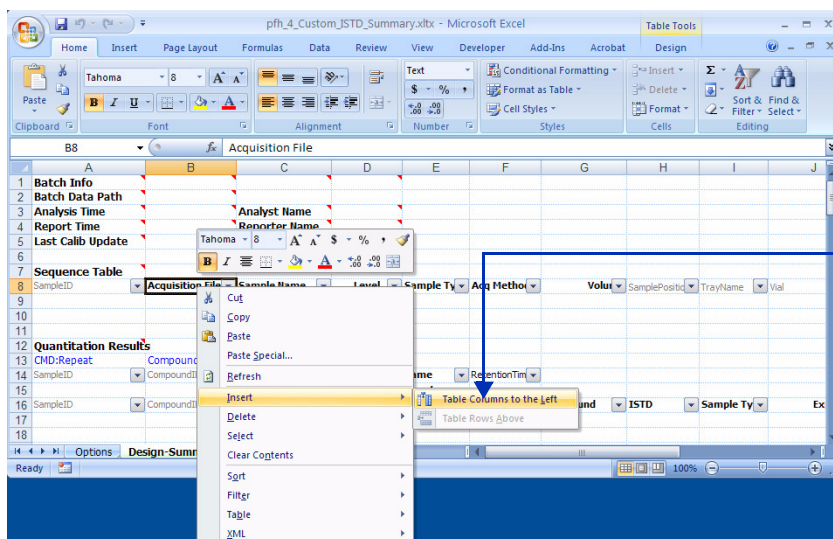 pfh_4_Custom_ISTD_Summary.xltx - Microsoft Excel
Table Tools
Home Insert Page Layout Formulas Data Review View Developer Add-Ins Acrobat Design
Tahoma 8 Text Conditional Formatting Insert
Paste Format as Table Delete Sort & Find &
B I U Cell Styles Format Filter Select
Clipboard Font Alignment Number Styles Cells Editing
B8 fx Acquisition File
A B C D E F G H I J
1 Batch Info
2 Batch Data Path
3 Analysis Time Analyst Name
4 Report Time Reporter Name
5 Last Calib Update
6
7 Sequence Table
8 SampleID Acquisition File Sample Name Level Sample Ty Acq Metho Volu SamplePositic TrayName Vial
9
10
11
12 Quantitation Results
13 CMD:Repeat Compound
14 SampleID CompoundI ame RetentionTim
15
16 SampleID CompoundI und ISTD Sample Ty Ex
17
18
Tahoma 8 A A $ % ,
B I A
Cut
Copy
Paste
Paste Special...
Refresh
Insert
Delete
Select
Clear Contents
Sort
Filter
Table
XML
Table Columns to the Left
Table Rows Above
Options Design-Summ
Ready 100%